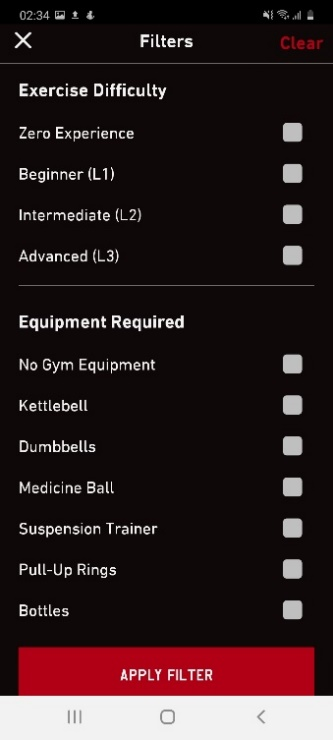 02:34
Filters
Clear
Exercise Difficulty
Zero Experience
Beginner (L1)
Intermediate (L2)
Advanced (L3)
Equipment Required
No Gym Equipment
Kettlebell
Dumbbells
Medicine Ball
Suspension Trainer
Pull-Up Rings
Bottles
APPLY FILTER